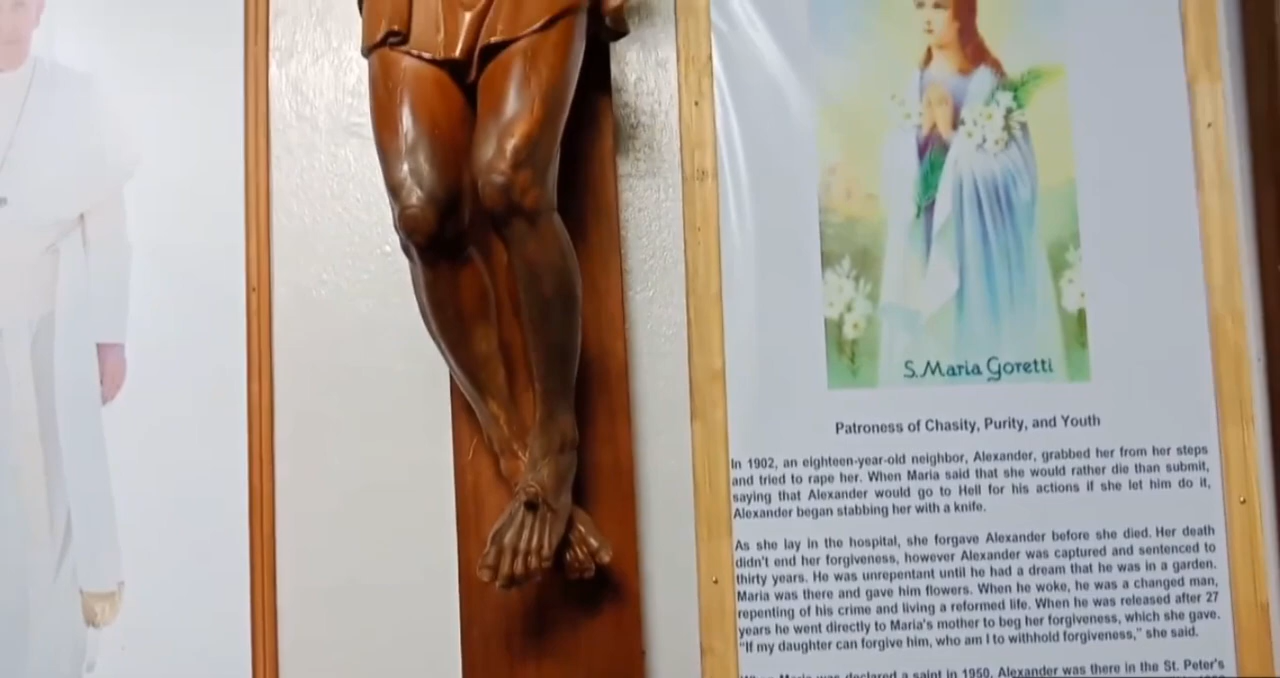 S. Maria Goretti
Patroness of Chasity, Purity, and Youth
In 1902, an eighteen-year-old neighbor, Alexander, grabbed her from her steps
and tried to rape her. When Maria said that she would rather die than submit,
saying that Alexander would go to Hell for his actions if she let him do it,
Alexander began stabbing her with a knife.
As she lay in the hospital, she forgave Alexander before she died. Her death
didn't end her forgiveness, however Alexander was captured and sentenced to
thirty years. He was unrepentant until he had a dream that he was in a garden.
Maria was there and gave him flowers. When he woke, he was a changed man,
repenting of his crime and living a reformed life. When he was released after 27
years he went directly to Maria's mother to beg her forgiveness, which she gave.
"If my daughter can forgive him, who am I to withhold forgiveness," she said.
When Maria was declared a saint in 1950, Alexander was there in the St. Peter's